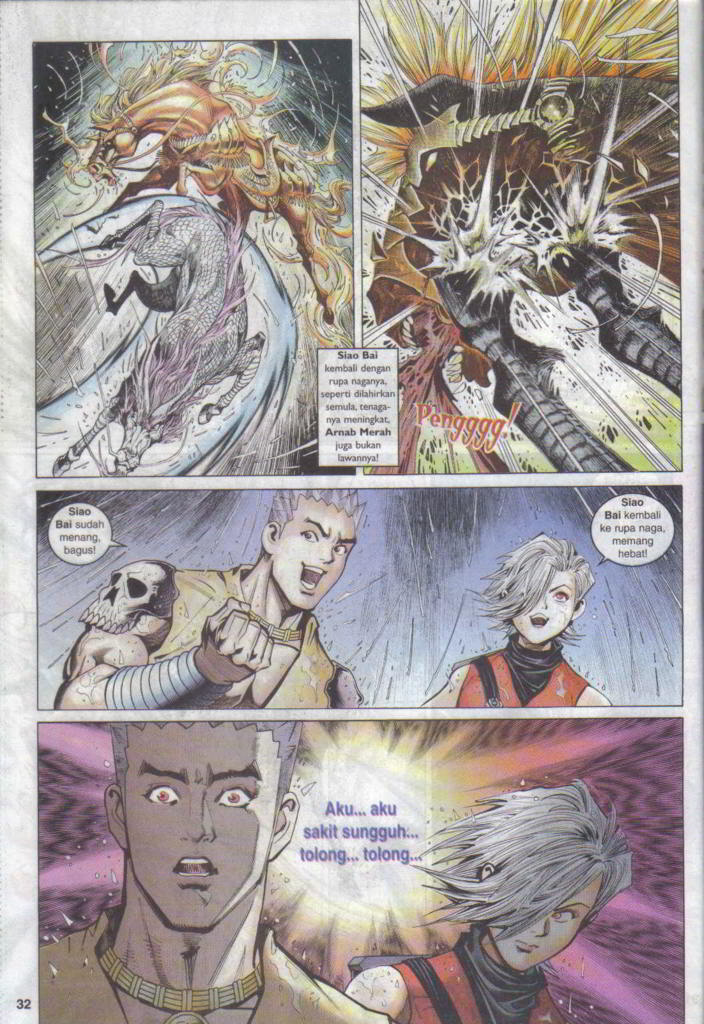 Siao Bai
kembali dengan
rupa naganya,
seperti dilahirkan
semula, tenaga-
nya meningkat,
Arnab Merah
juga bukan
lawannya!
Pengggg!
Siao
Bai sudah
menang,
bagus!
Siao
Bai kembali
ke rupa naga,
memang
hebat!
Aku... aku
sakit sungguh...
tolong... tolong...
32